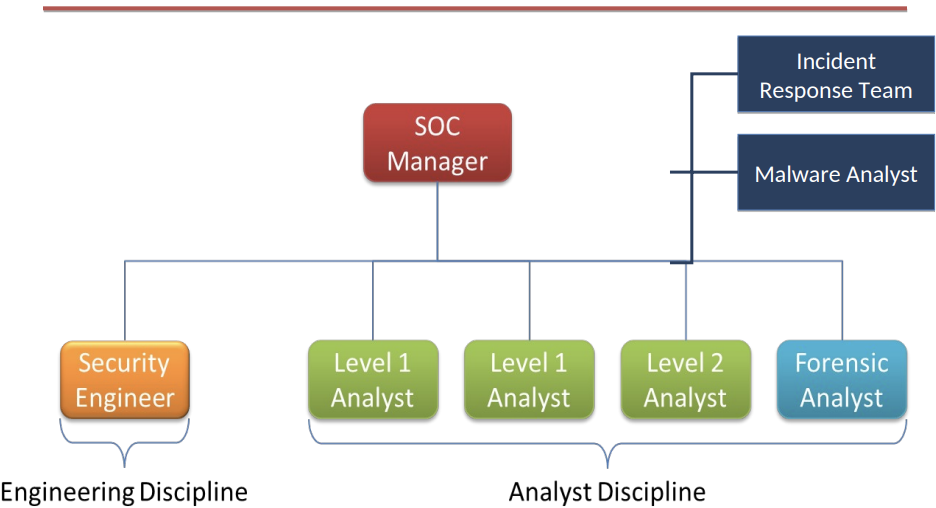 Incident
Response Team
SOC
Manager
Malware Analyst
Security
Engineer
Level 1
Analyst
Level 1
Analyst
Level 2
Analyst
Forensic
Analyst
Engineering Discipline
Analyst Discipline